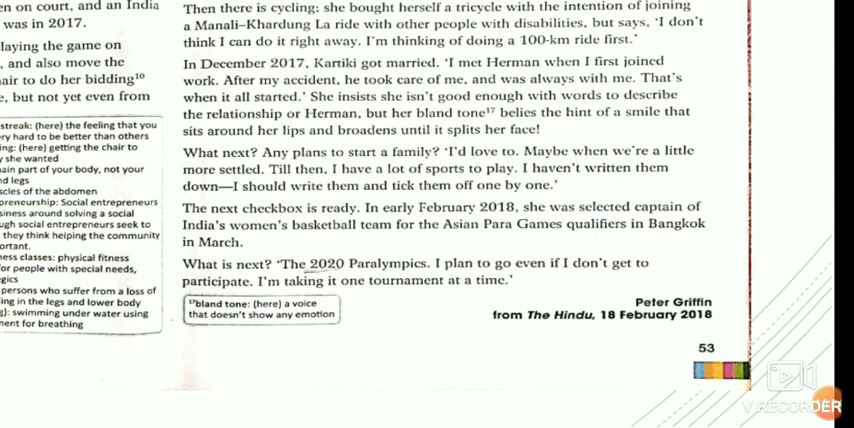 en on court, and an India
was in 2017.
laying the game on
, and also move the
air to do her bidding¹⁰
e, but not yet even from
streak: (here) the feeling that you
ry hard to be better than others
ing: (here) getting the chair to
she wanted
ain part of your body, not your
d legs
scles of the abdomen
preneurship: Social entrepreneurs
siness around solving a social
ugh social entrepreneurs seek to
they think helping the community
ortant.
ness classes: physical fitness
or people with special needs,
gics
persons who suffer from a loss of
ing in the legs and lower body
g): swimming under water using
ment for breathing
Then there is cycling: she bought herself a tricycle with the intention of joining
a Manali–Khardung La ride with other people with disabilities, but says, ‘I don’t
think I can do it right away. I’m thinking of doing a 100-km ride first.’
In December 2017, Kartiki got married. ‘I met Herman when I first joined
work. After my accident, he took care of me, and was always with me. That’s
when it all started.’ She insists she isn’t good enough with words to describe
the relationship or Herman, but her bland tone¹⁷ belies the hint of a smile that
sits around her lips and broadens until it splits her face!
What next? Any plans to start a family? ‘I’d love to. Maybe when we’re a little
more settled. Till then, I have a lot of sports to play. I haven’t written them
down—I should write them and tick them off one by one.’
The next checkbox is ready. In early February 2018, she was selected captain of
India’s women’s basketball team for the Asian Para Games qualifiers in Bangkok
in March.
What is next? ‘The 2020 Paralympics. I plan to go even if I don’t get to
participate. I’m taking it one tournament at a time.’
¹⁷bland tone: (here) a voice
that doesn’t show any emotion
Peter Griffin
from The Hindu, 18 February 2018
53
V RECORDER